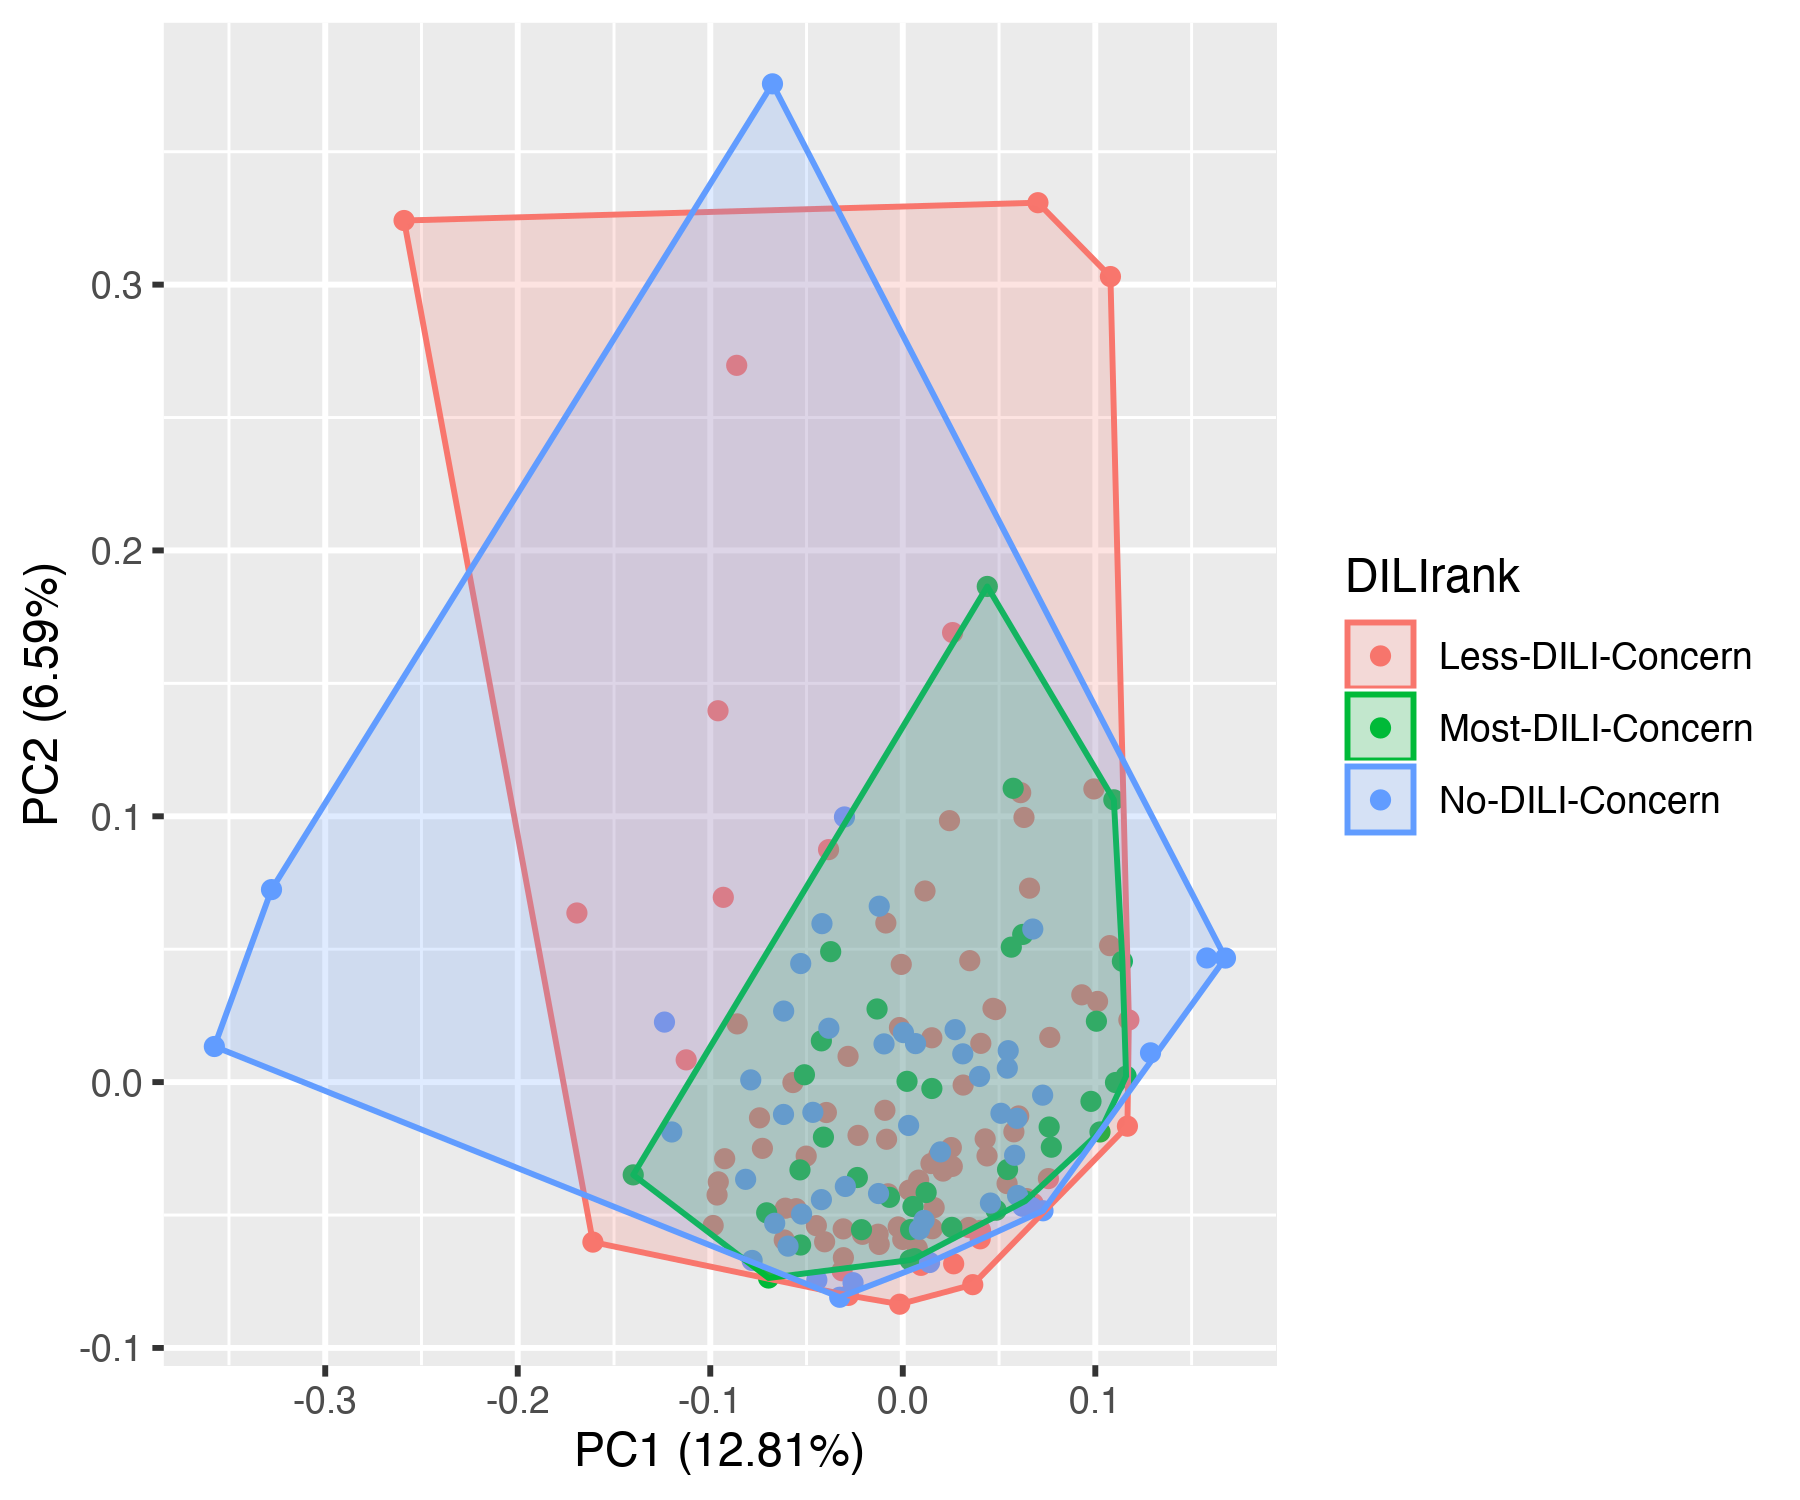 PC2 (6.59%)
0.3
0.2
0.1
0.0
-0.1
-0.3
-0.2
-0.1
0.0
0.1
PC1 (12.81%)
DILIrank
Less-DILI-Concern
Most-DILI-Concern
No-DILI-Concern